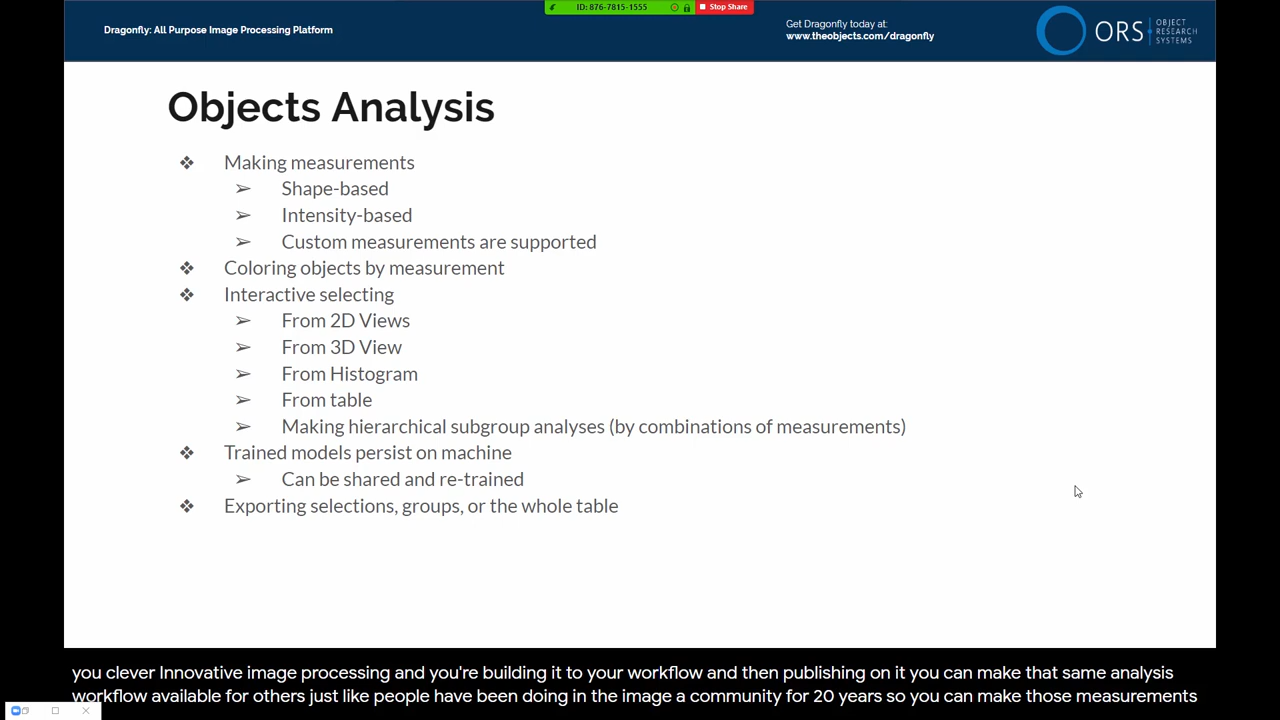 ID: 876-7815-1555 Stop Share
Dragonfly: All Purpose Image Processing Platform
Get Dragonfly today at:
www.theobjects.com/dragonfly
ORS OBJECT
RESEARCH
SYSTEMS
Objects Analysis
❖ Making measurements
➢ Shape-based
➢ Intensity-based
➢ Custom measurements are supported
❖ Coloring objects by measurement
❖ Interactive selecting
➢ From 2D Views
➢ From 3D View
➢ From Histogram
➢ From table
➢ Making hierarchical subgroup analyses (by combinations of measurements)
❖ Trained models persist on machine
➢ Can be shared and re-trained
❖ Exporting selections, groups, or the whole table
you clever Innovative image processing and you're building it to your workflow and then publishing on it you can make that same analysis
workflow available for others just like people have been doing in the image a community for 20 years so you can make those measurements